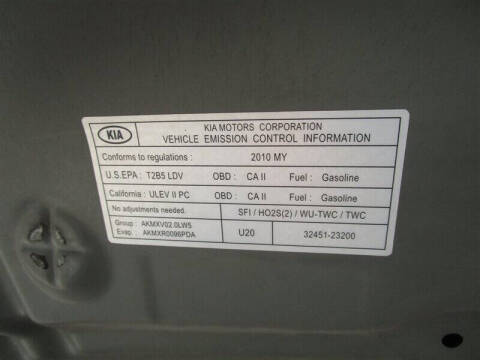 KIA
KIA MOTORS CORPORATION
VEHICLE EMISSION CONTROL INFORMATION
Conforms to regulations : 2010 MY
U.S.EPA : T2B5 LDV OBD : CA II Fuel : Gasoline
California : ULEV II PC OBD : CA II Fuel : Gasoline
No adjustments needed. SFI / HO2S(2) / WU-TWC / TWC
Group : AKMXV02.0LW5 U20 32451-23200
Evap. : AKMXR0096PDA